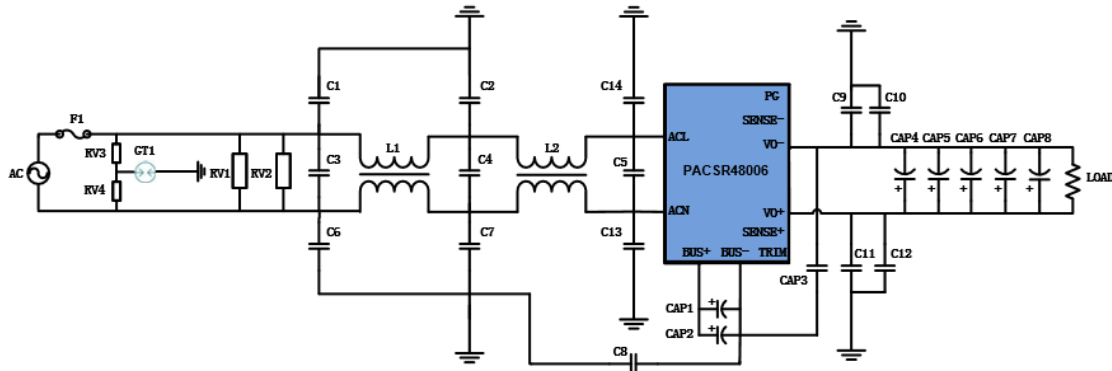 C1
C2
C14
PG
C9
C10
F1
SENSE-
RV3
GT1
L1
L2
ACL
VO-
CAP4
CAP5
CAP6
CAP7
CAP8
AC
RV1
RV2
C3
C4
C5
PACSR48006
LOAD
RV4
ACN
VO+
C6
C7
C13
SENSE+
BUS+
BUS-
TRIM
C11
C12
CAP3
CAP1
CAP2
C8
+
+
+
+
+
+
+